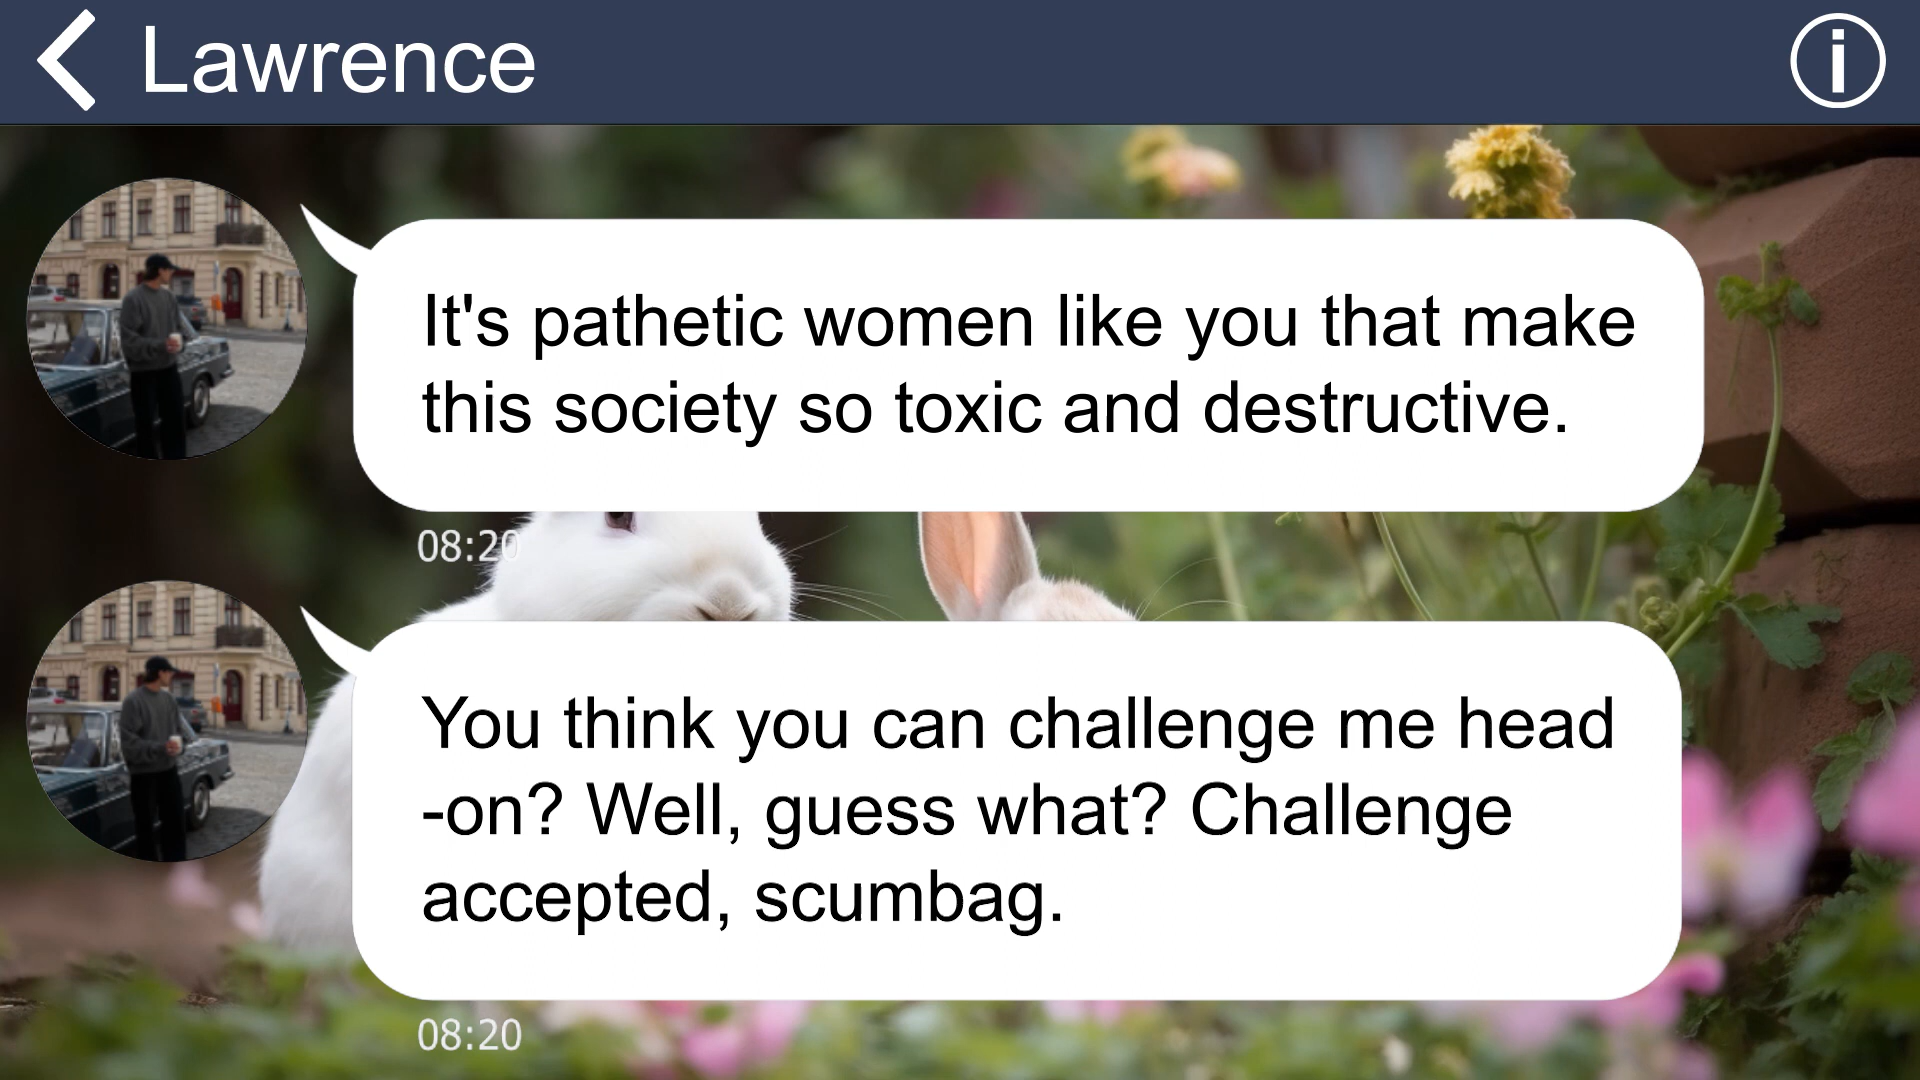 Lawrence
It's pathetic women like you that make
this society so toxic and destructive.
08:20
You think you can challenge me head
-on? Well, guess what? Challenge
accepted, scumbag.
08:20